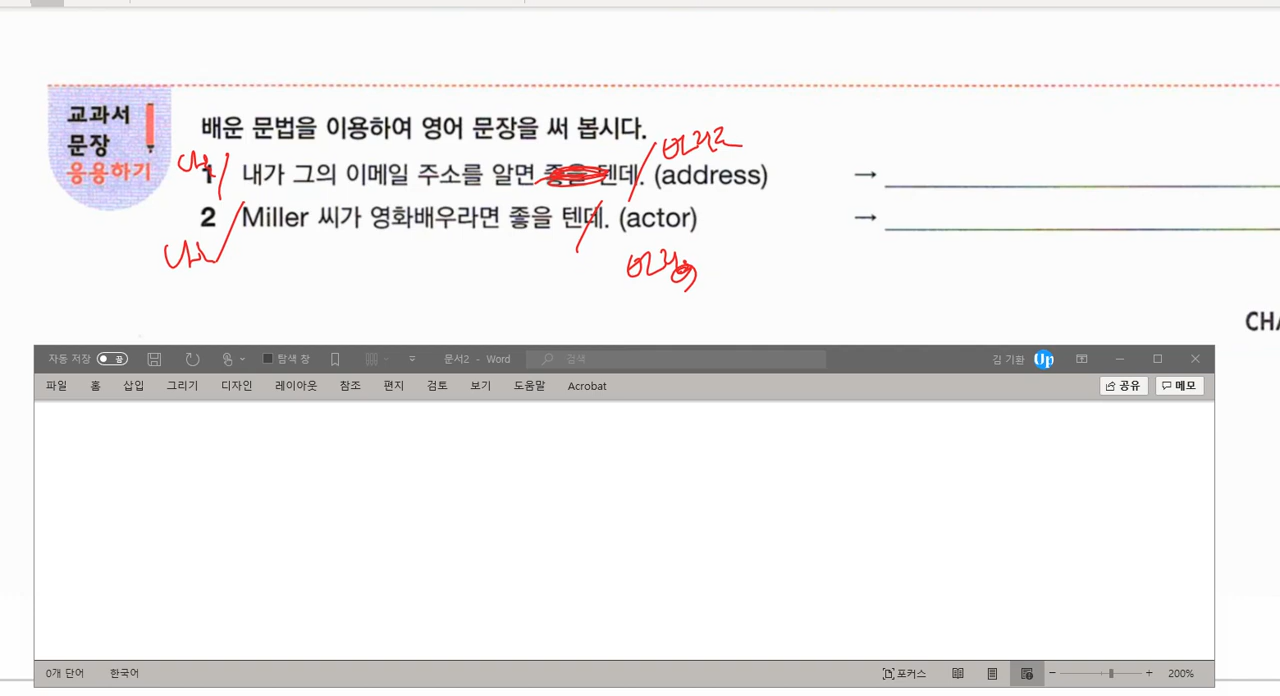 교과서
문장
응용하기
배운 문법을 이용하여 영어 문장을 써 봅시다.
1 내가 그의 이메일 주소를 알면 좋을 텐데. (address) →
2 Miller 씨가 영화배우라면 좋을 텐데. (actor) →
나는
바라고
나는
CHA
자동 저장 끔 탐색 창 문서2 - Word 검색 김 기환 Up
파일 홈 삽입 그리기 디자인 레이아웃 참조 편지 검토 보기 도움말 Acrobat 공유 메모
0개 단어 한국어 포커스 200%